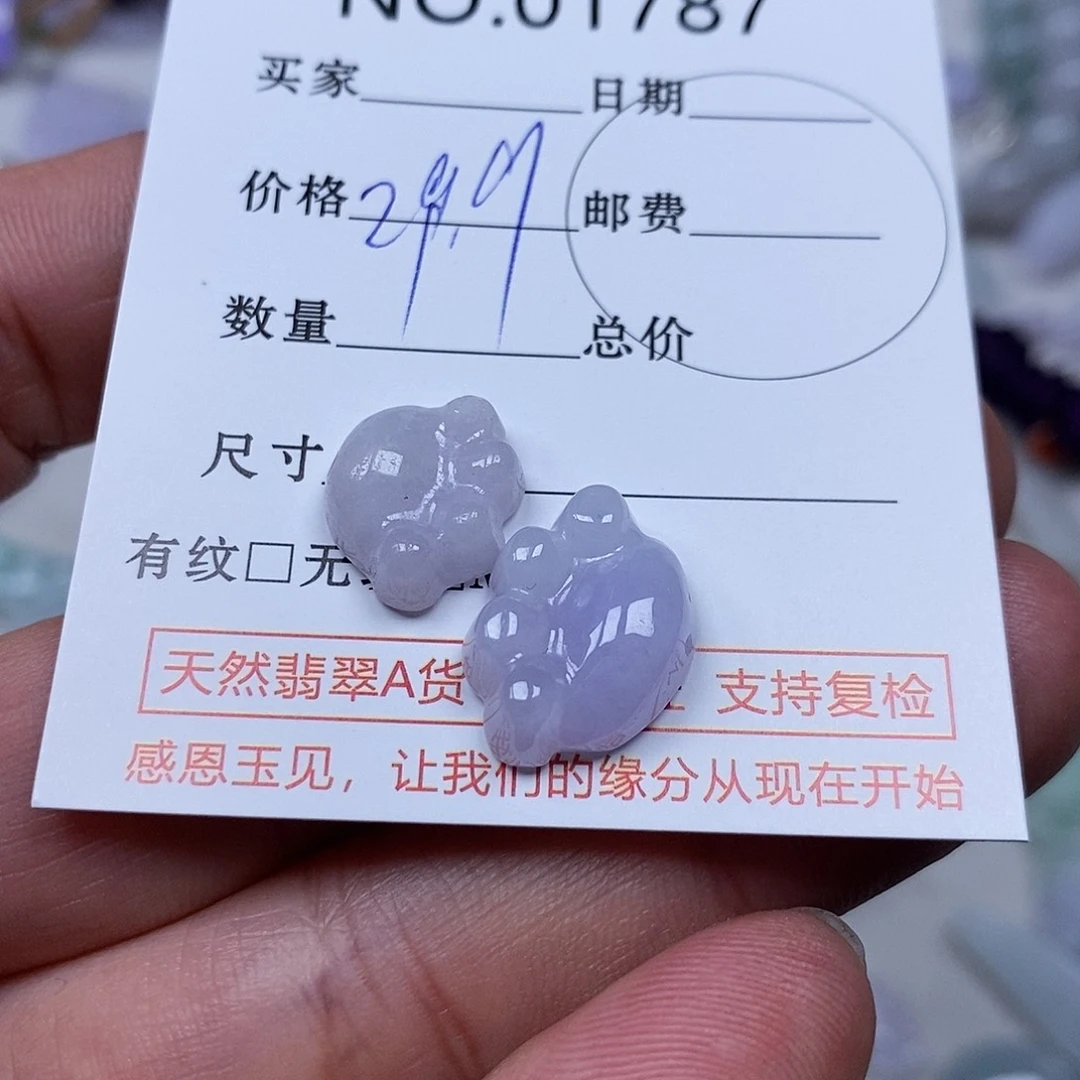 NO.01787
买家 日期
价格 29.9 邮费
数量 总价
尺寸
有纹□无
天然翡翠A货 支持复检
感恩玉见，让我们的缘分从现在开始